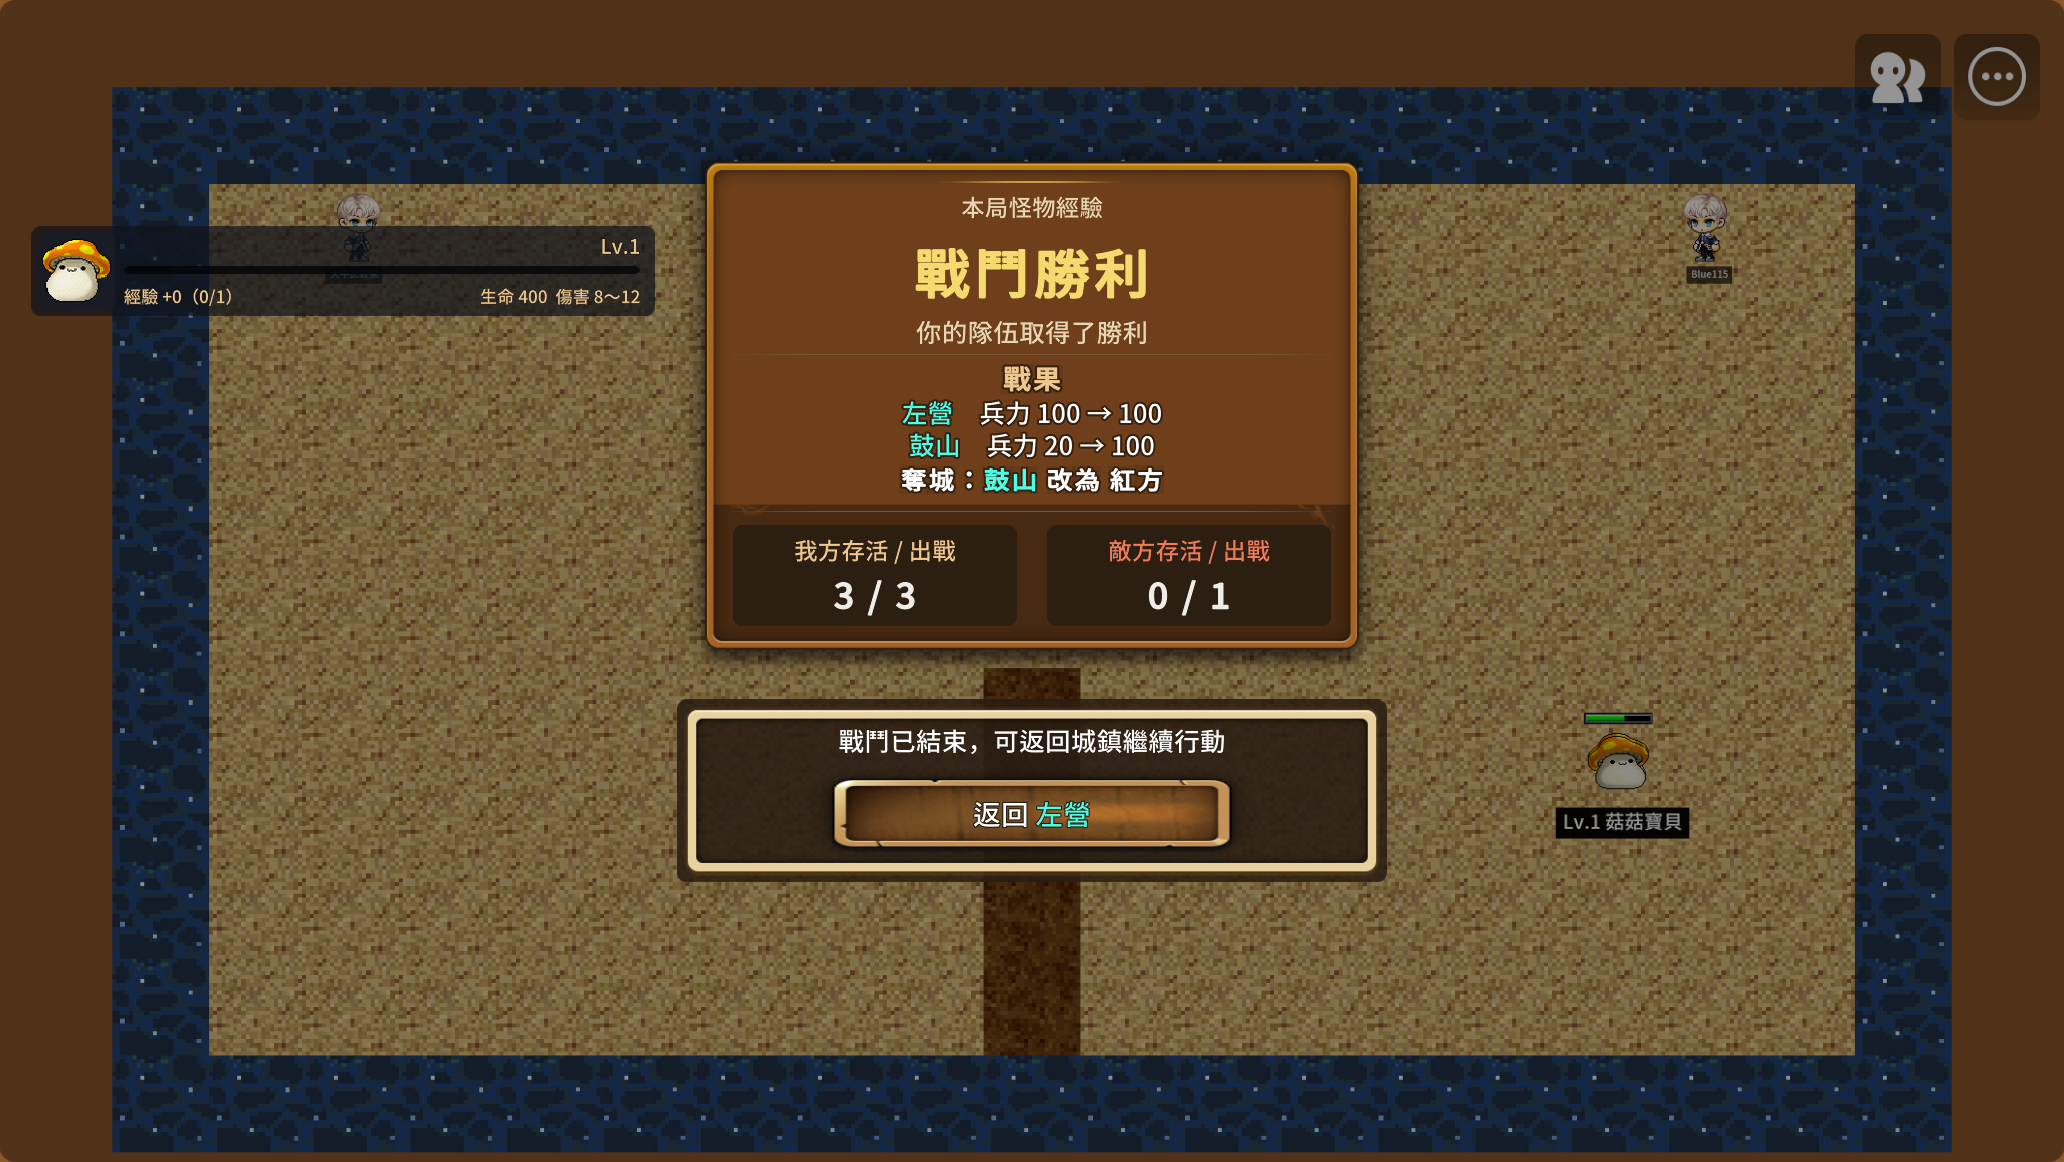 本局怪物經驗
戰鬥勝利
你的隊伍取得了勝利
戰果
左營 兵力 100 → 100
鼓山 兵力 20 → 100
奪城：鼓山 改為 紅方
我方存活 / 出戰
3 / 3
敵方存活 / 出戰
0 / 1
Lv.1
經驗 +0（0/1）
生命 400 傷害 8～12
Blue115
戰鬥已結束，可返回城鎮繼續行動
返回 左營
Lv.1 菇菇寶貝